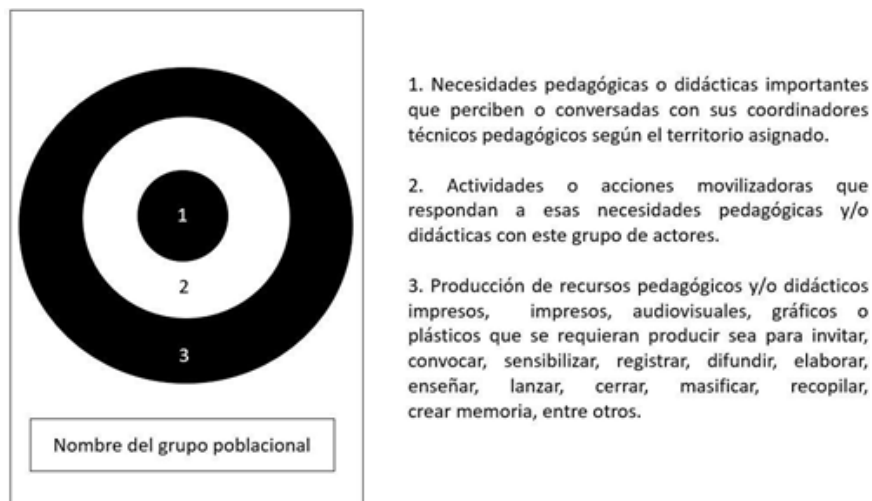 1
2
3
Nombre del grupo poblacional
1. Necesidades pedagógicas o didácticas importantes
que perciben o conversadas con sus coordinadores
técnicos pedagógicos según el territorio asignado.
2. Actividades o acciones movilizadoras que
respondan a esas necesidades pedagógicas y/o
didácticas con este grupo de actores.
3. Producción de recursos pedagógicos y/o didácticos
impresos, impresos, audiovisuales, gráficos o
plásticos que se requieran producir sea para invitar,
convocar, sensibilizar, registrar, difundir, elaborar,
enseñar, lanzar, cerrar, masificar, recopilar,
crear memoria, entre otros.